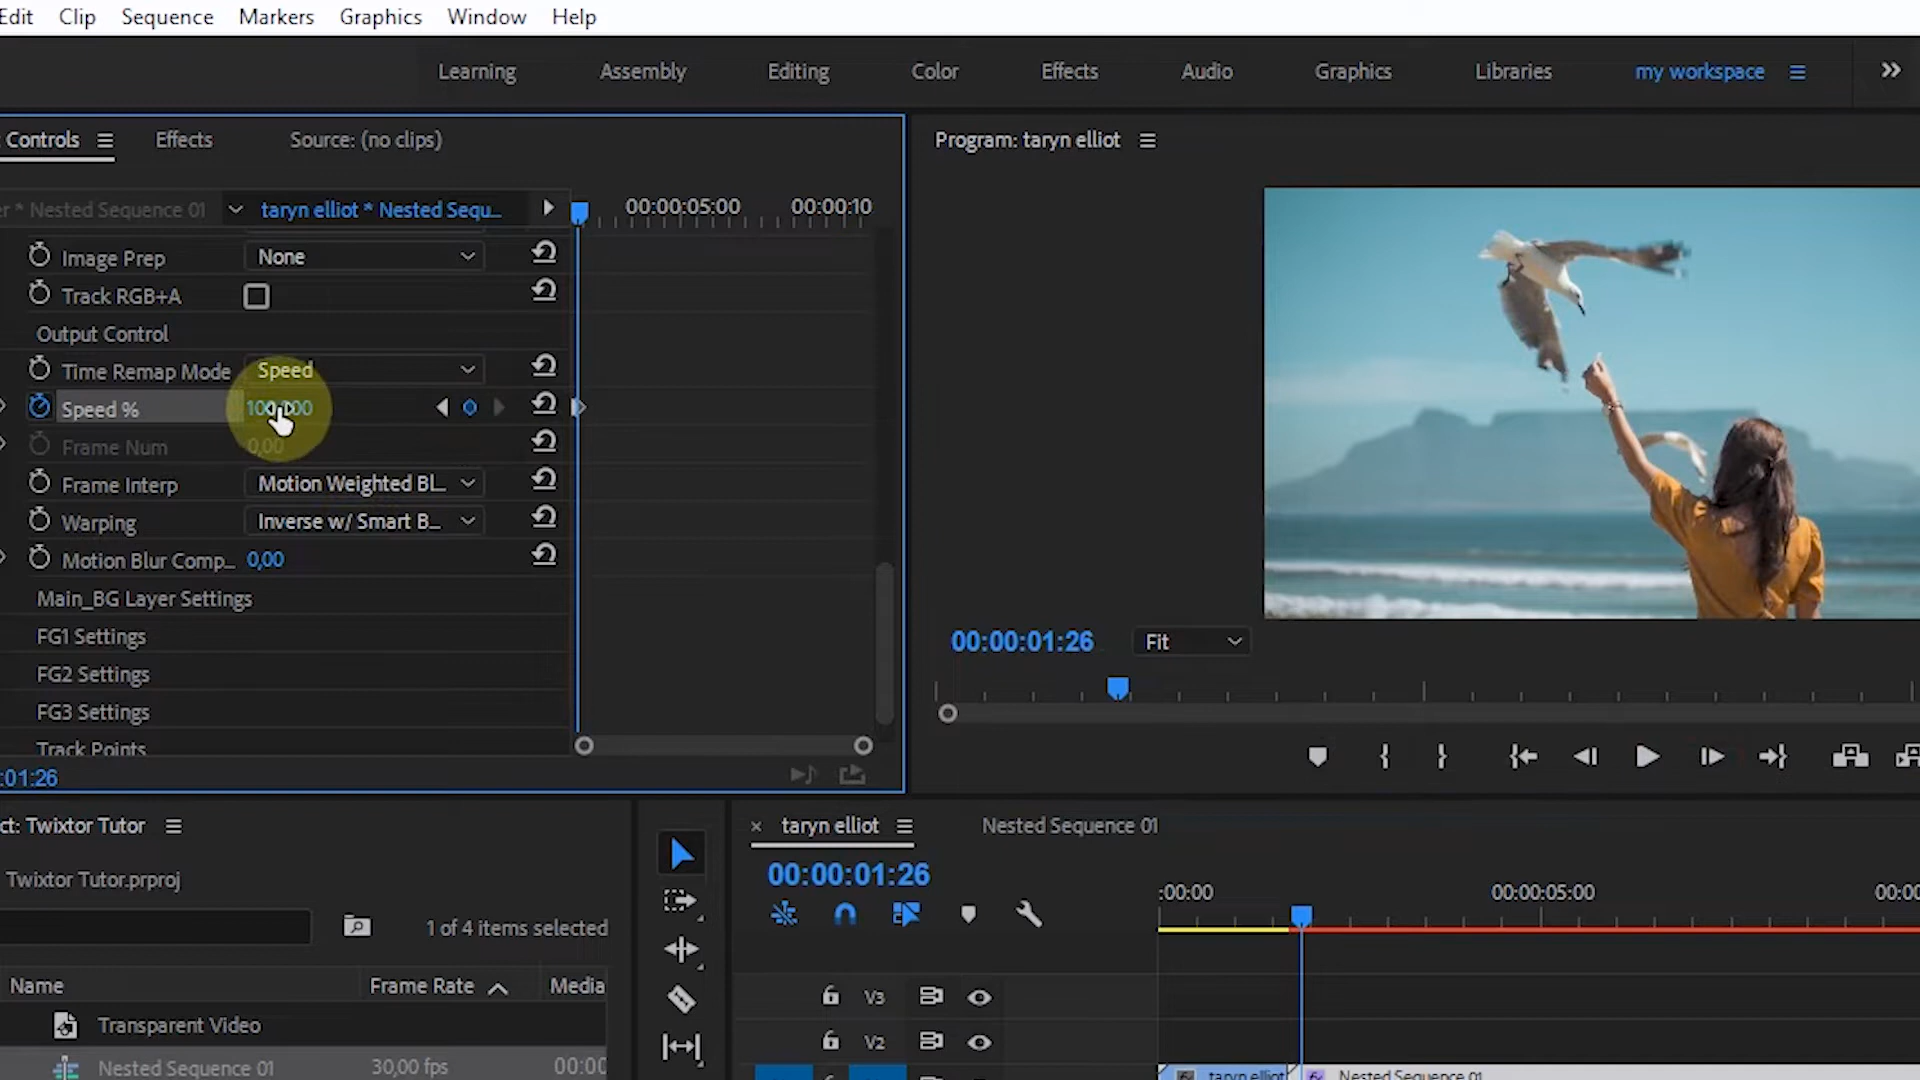 Edit Clip Sequence Markers Graphics Window Help
Learning Assembly Editing Color Effects Audio Graphics Libraries my workspace
Controls Effects Source: (no clips)
Program: taryn elliot
r * Nested Sequence 01 taryn elliot * Nested Sequ...
00:00:05:00 00:00:10
Image Prep None
Track RGB+A
Output Control
Time Remap Mode Speed
Speed %
Frame Num 0,00
Frame Interp Motion Weighted Bl...
Warping Inverse w/ Smart B...
Motion Blur Comp... 0,00
Main_BG Layer Settings
FG1 Settings
FG2 Settings
FG3 Settings
Track Points
:01:26
00:00:01:26 Fit
ct: Twixtor Tutor
Twixtor Tutor.prproj
1 of 4 items selected
Name Frame Rate Media
Transparent Video
Nested Sequence 01 30,00 fps 00:00
taryn elliot Nested Sequence 01
00:00:01:26
:00:00 00:00:05:00 00:00
V3
V2
taryn elliot Nested Sequence 01